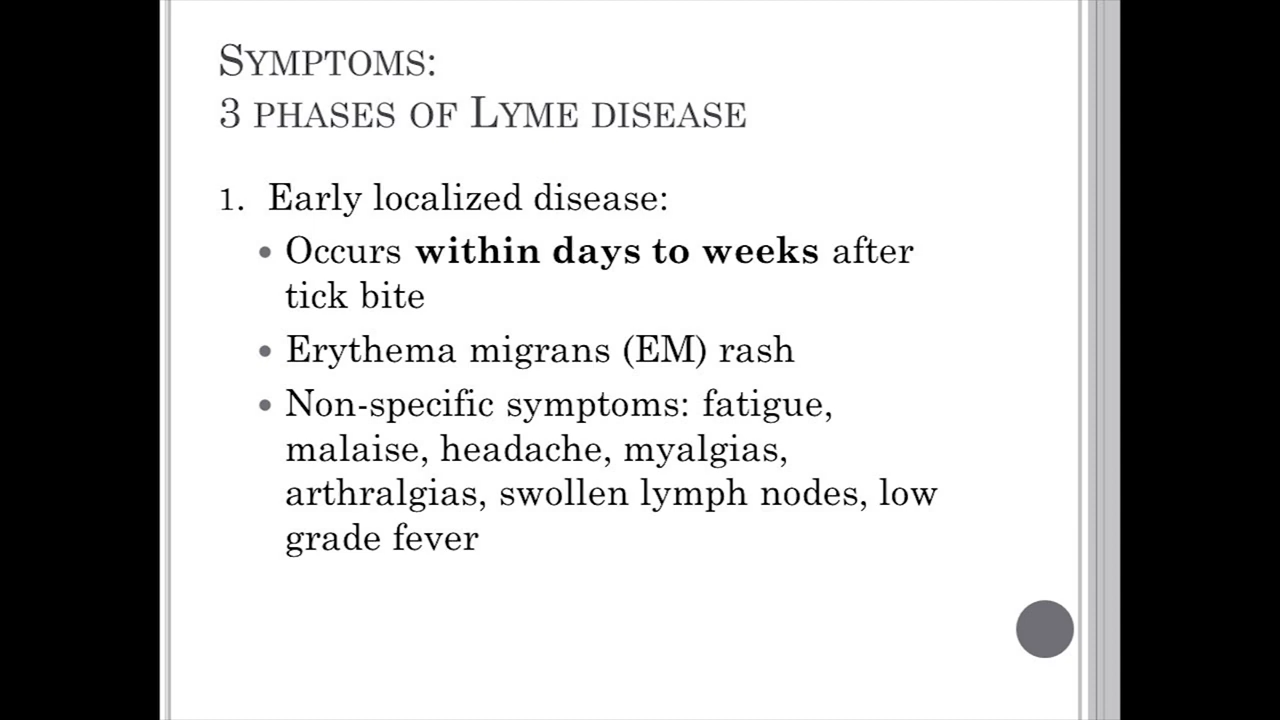 Symptoms:
3 phases of Lyme disease
1. Early localized disease:
• Occurs within days to weeks after
tick bite
• Erythema migrans (EM) rash
• Non-specific symptoms: fatigue,
malaise, headache, myalgias,
arthralgias, swollen lymph nodes, low
grade fever